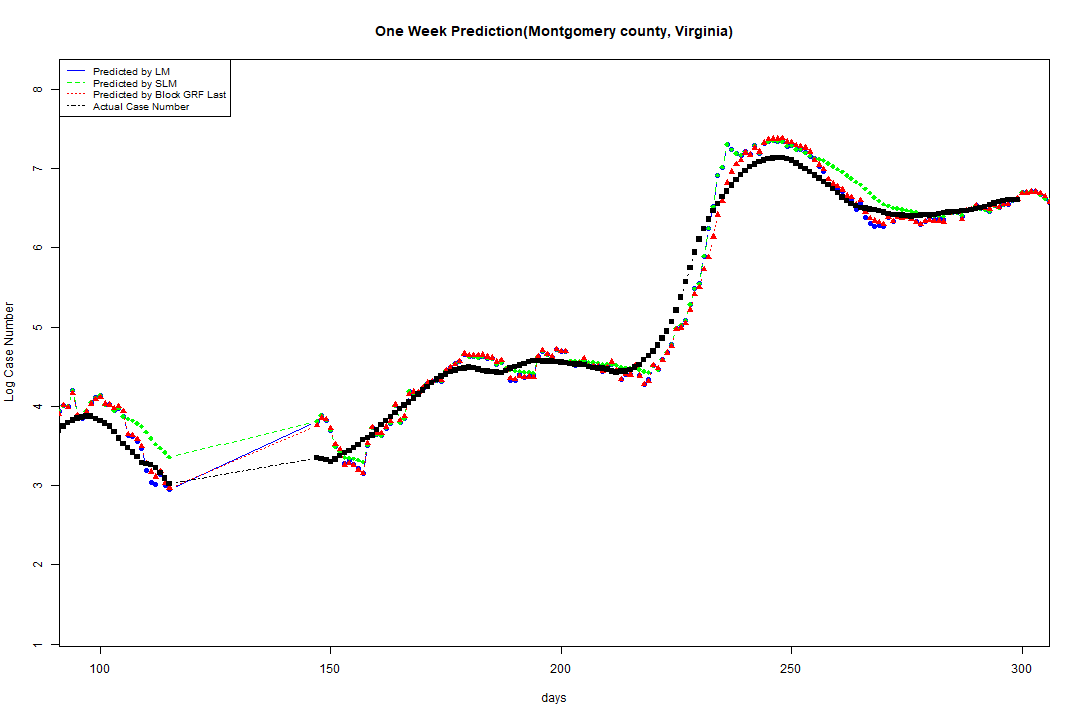 One Week Prediction(Montgomery county, Virginia)
Predicted by LM
Predicted by SLM
Predicted by Block GRF Last
Actual Case Number
8
7
6
5
4
3
2
1
Log Case Number
100 150 200 250 300
days